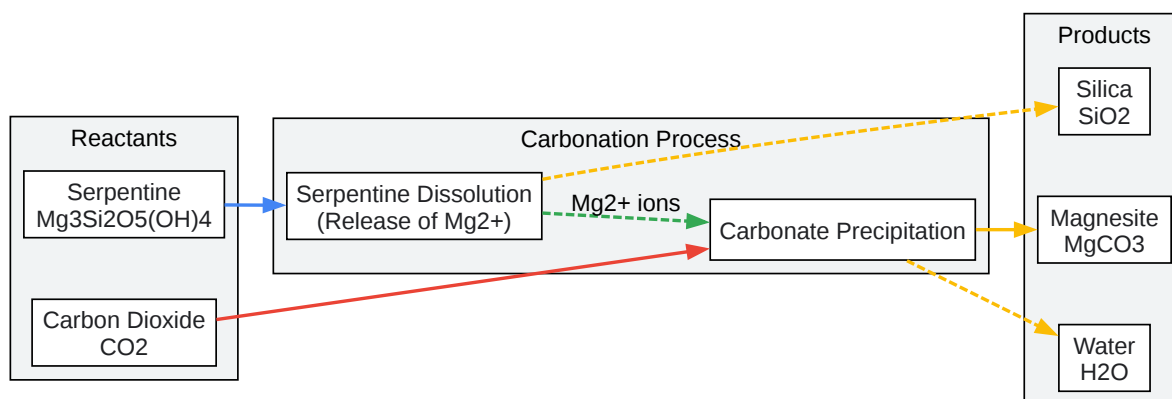 Reactants
Serpentine
Mg3Si2O5(OH)4
Carbon Dioxide
CO2
Carbonation Process
Serpentine Dissolution
(Release of Mg2+)
Mg2+ ions
Carbonate Precipitation
Products
Silica
SiO2
Magnesite
MgCO3
Water
H2O